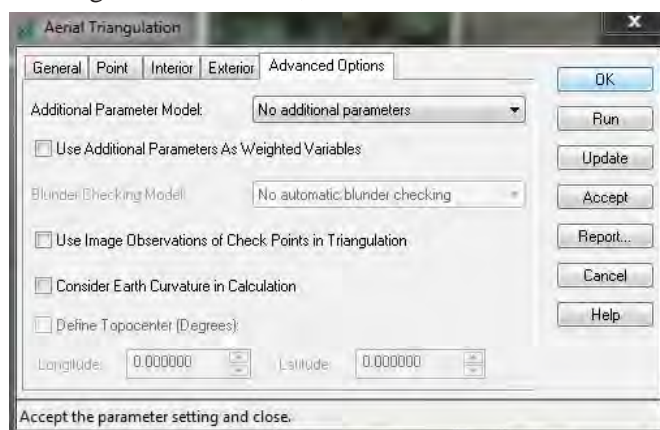 Aerial Triangulation
x
General Point Interior Exterior Advanced Options
OK
Additional Parameter Model: No additional parameters
Run
Use Additional Parameters As Weighted Variables
Update
Blunder Checking Model: No automatic blunder checking
Accept
Use Image Observations of Check Points in Triangulation
Report...
Consider Earth Curvature in Calculation
Cancel
Define Topocenter (Degrees):
Help
Longitude: 0.000000 Latitude: 0.000000
Accept the parameter setting and close.